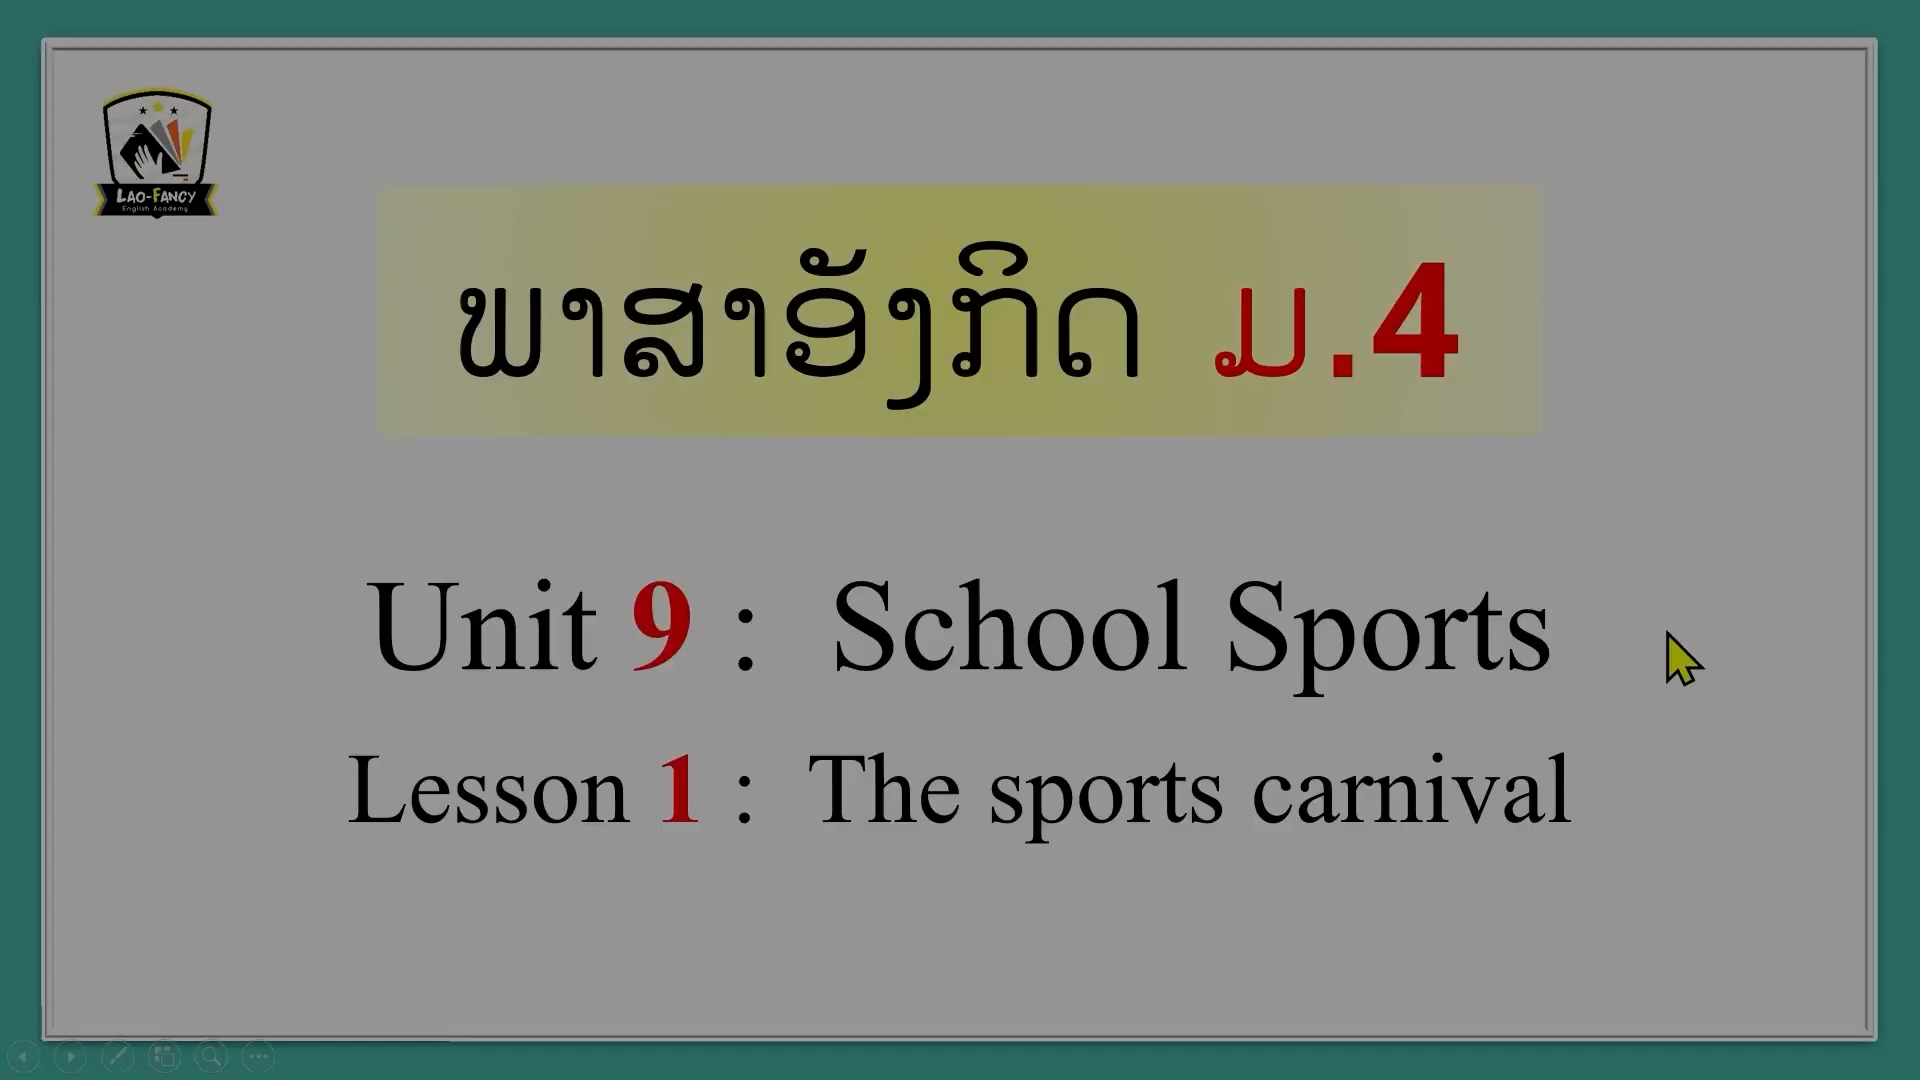 LAO-FANCY
English Academy
ພາສາອັງກິດ ມ.4
Unit 9 : School Sports
Lesson 1 : The sports carnival